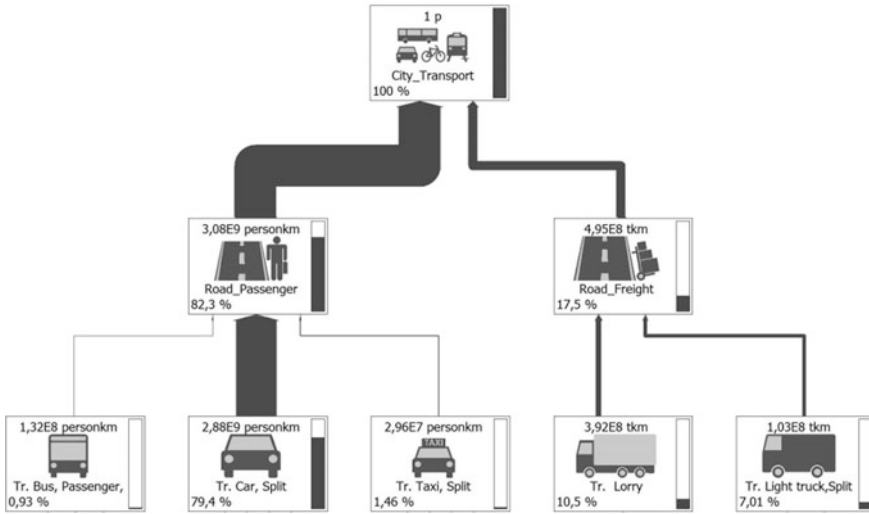 1 p
City_Transport
100 %
3,08E9 personkm
Road_Passenger
82,3 %
4,95E8 tkm
Road_Freight
17,5 %
1,32E8 personkm
Tr. Bus, Passenger,
0,93 %
2,88E9 personkm
Tr. Car, Split
79,4 %
2,96E7 personkm
TAXI
Tr. Taxi, Split
1,46 %
3,92E8 tkm
Tr. Lorry
10,5 %
1,03E8 tkm
Tr. Light truck,Split
7,01 %